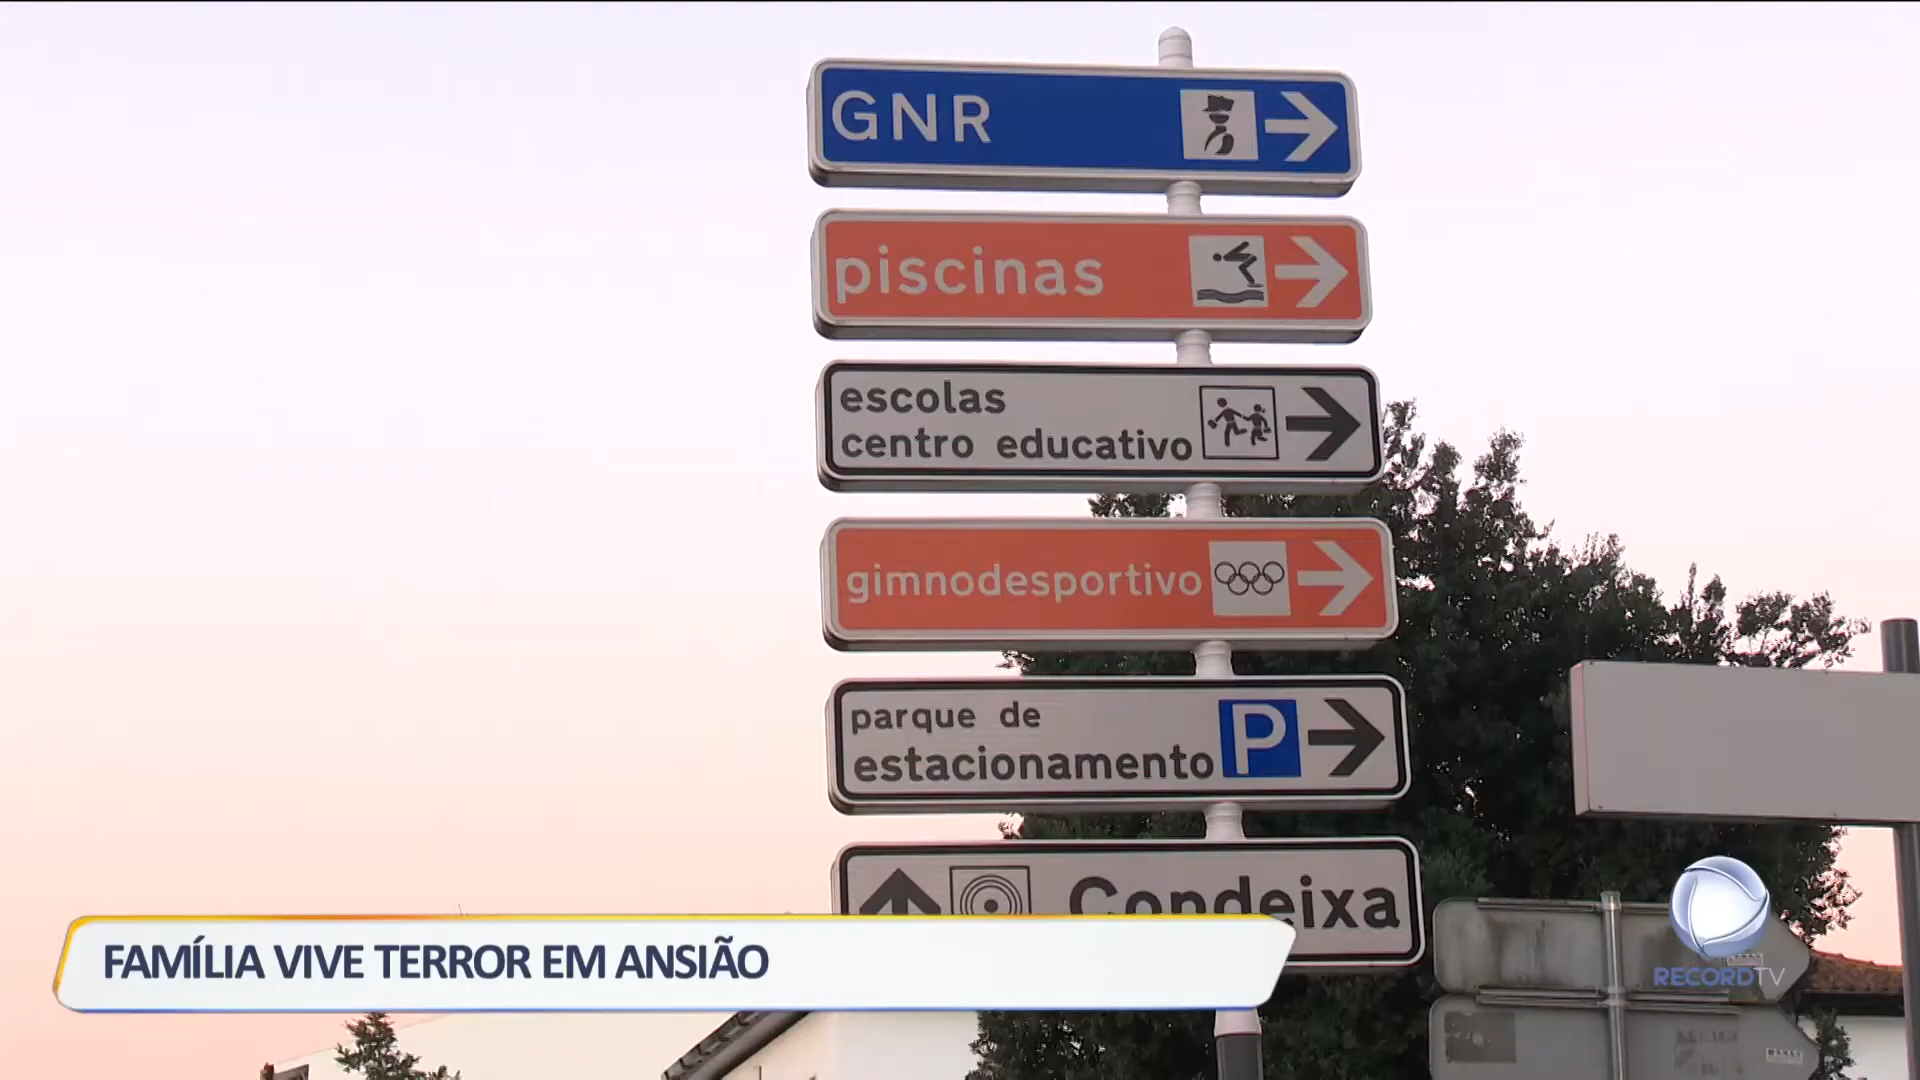 GNR
piscinas
escolas
centro educativo
gimnodesportivo
parque de
estacionamento
P
Condeixa
FAMÍLIA VIVE TERROR EM ANSIÃO
RECORDTV